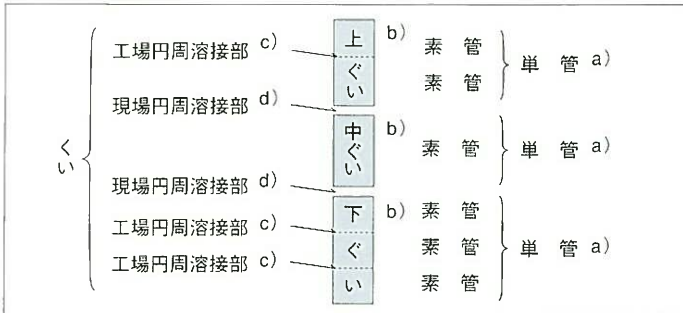 工場円周溶接部 c) 上 b) 素管
ぐい 素管 単管 a)
現場円周溶接部 d)
くい 中ぐい b) 素管 単管 a)
現場円周溶接部 d)
工場円周溶接部 c) 下 b) 素管
ぐ 素管 単管 a)
工場円周溶接部 c) い 素管